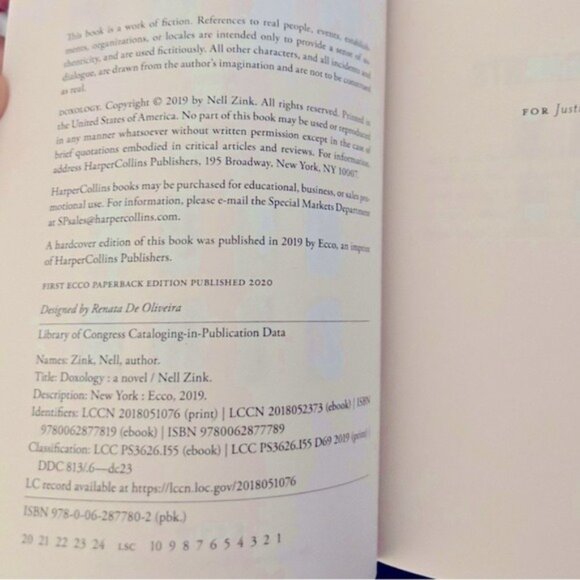 This book is a work of fiction. References to real people, events, establish-
ments, organizations, or locales are intended only to provide a sense of au-
thenticity, and are used fictitiously. All other characters, and all incidents and
dialogue, are drawn from the author's imagination and are not to be construed
as real.
DOXOLOGY. Copyright © 2019 by Nell Zink. All rights reserved. Printed in
the United States of America. No part of this book may be used or reproduced
in any manner whatsoever without written permission except in the case of
brief quotations embodied in critical articles and reviews. For information,
address HarperCollins Publishers, 195 Broadway, New York, NY 10007.
HarperCollins books may be purchased for educational, business, or sales pro-
motional use. For information, please e-mail the Special Markets Department
at SPsales@harpercollins.com.
A hardcover edition of this book was published in 2019 by Ecco, an imprint
of HarperCollins Publishers.
FIRST ECCO PAPERBACK EDITION PUBLISHED 2020
Designed by Renata De Oliveira
Library of Congress Cataloging-in-Publication Data
Names: Zink, Nell, author.
Title: Doxology : a novel / Nell Zink.
Description: New York : Ecco, 2019.
Identifiers: LCCN 2018051076 (print) | LCCN 2018052373 (ebook) | ISBN
9780062877819 (ebook) | ISBN 9780062877789
Classification: LCC PS3626.I55 (ebook) | LCC PS3626.I55 D69 2019 (print) |
DDC 813/.6—dc23
LC record available at https://lccn.loc.gov/2018051076
ISBN 978-0-06-287780-2 (pbk.)
20 21 22 23 24 LSC 10 9 8 7 6 5 4 3 2 1
FOR Justi